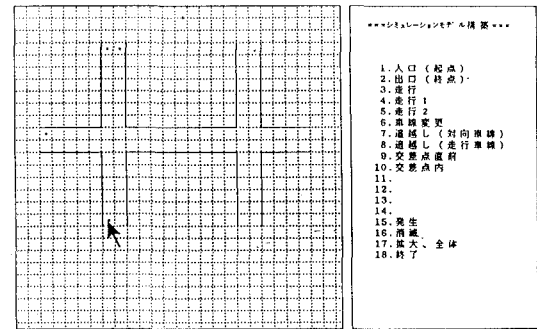 ***シミュレーションモデル構築***
1.入口(起点)
2.出口(終点)
3.走行
4.走行1
5.走行2
6.車線変更
7.追越し(対向車線)
8.追越し(走行車線)
9.交差点直前
10.交差点内
11.
12.
13.
14.
15.発生
16.消滅
17.拡大、全体
18.終了